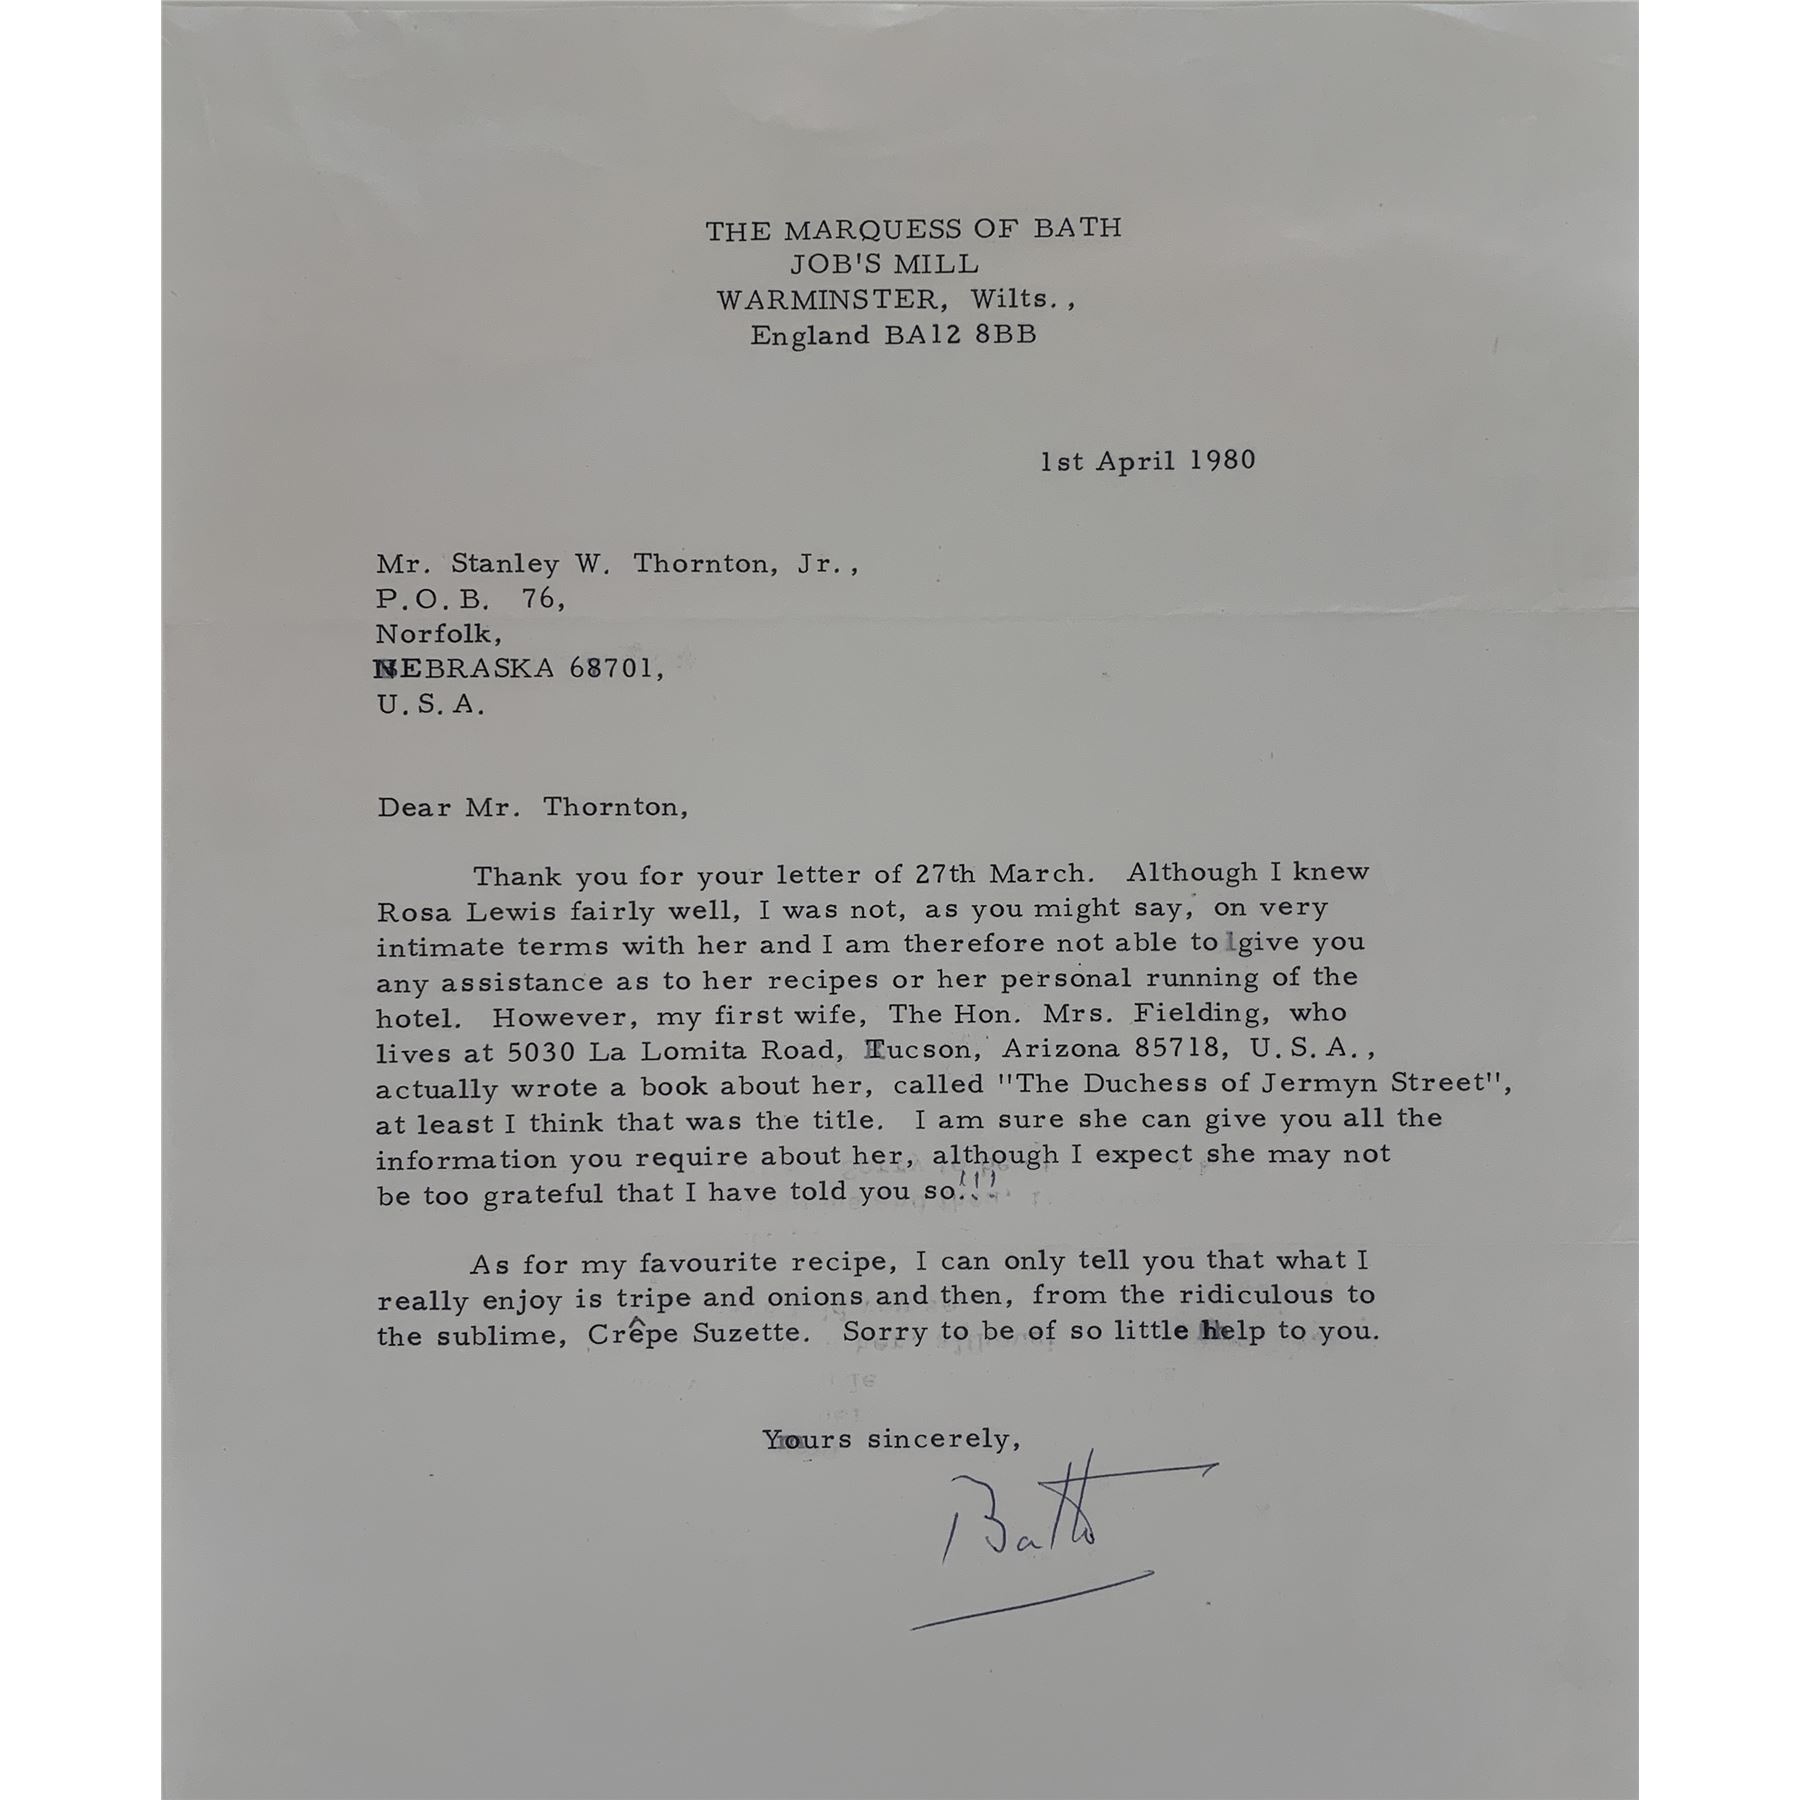 THE MARQUESS OF BATH
JOB'S MILL
WARMINSTER, Wilts.,
England BA12 8BB
1st April 1980
Mr. Stanley W. Thornton, Jr.,
P.O.B. 76,
Norfolk,
NEBRASKA 68701,
U.S.A.
Dear Mr. Thornton,
Thank you for your letter of 27th March. Although I knew
Rosa Lewis fairly well, I was not, as you might say, on very
intimate terms with her and I am therefore not able to give you
any assistance as to her recipes or her personal running of the
hotel. However, my first wife, The Hon. Mrs. Fielding, who
lives at 5030 La Lomita Road, Tucson, Arizona 85718, U.S.A.,
actually wrote a book about her, called "The Duchess of Jermyn Street",
at least I think that was the title. I am sure she can give you all the
information you require about her, although I expect she may not
be too grateful that I have told you so!!!
As for my favourite recipe, I can only tell you that what I
really enjoy is tripe and onions and then, from the ridiculous to
the sublime, Crêpe Suzette. Sorry to be of so little help to you.
Yours sincerely,
Bath